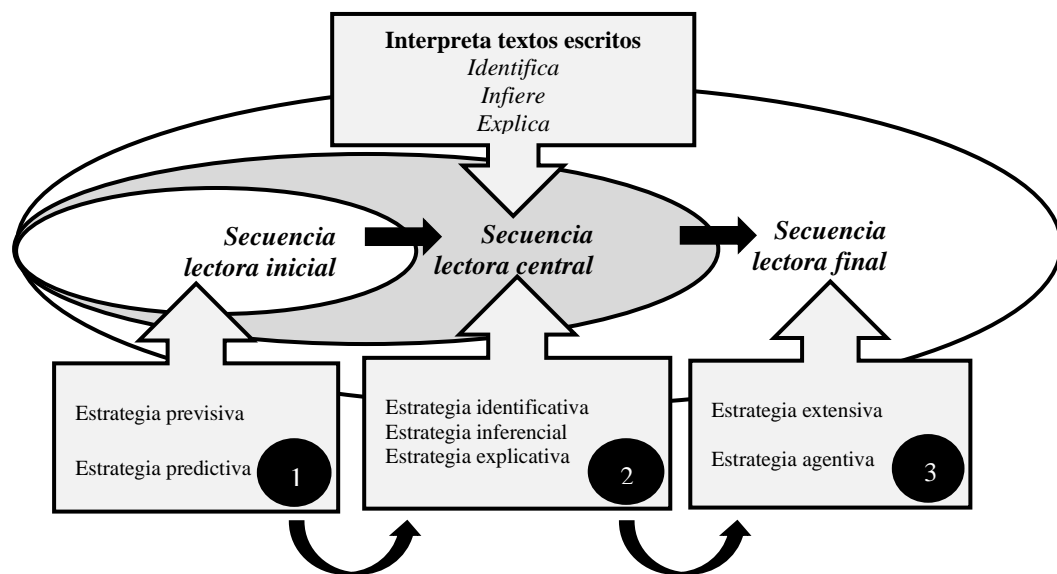 Interpreta textos escritos
Identifica
Infiere
Explica
Secuencia
lectora inicial
Secuencia
lectora central
Secuencia
lectora final
Estrategia previsiva
Estrategia predictiva
1
Estrategia identificativa
Estrategia inferencial
Estrategia explicativa
2
Estrategia extensiva
Estrategia agentiva
3